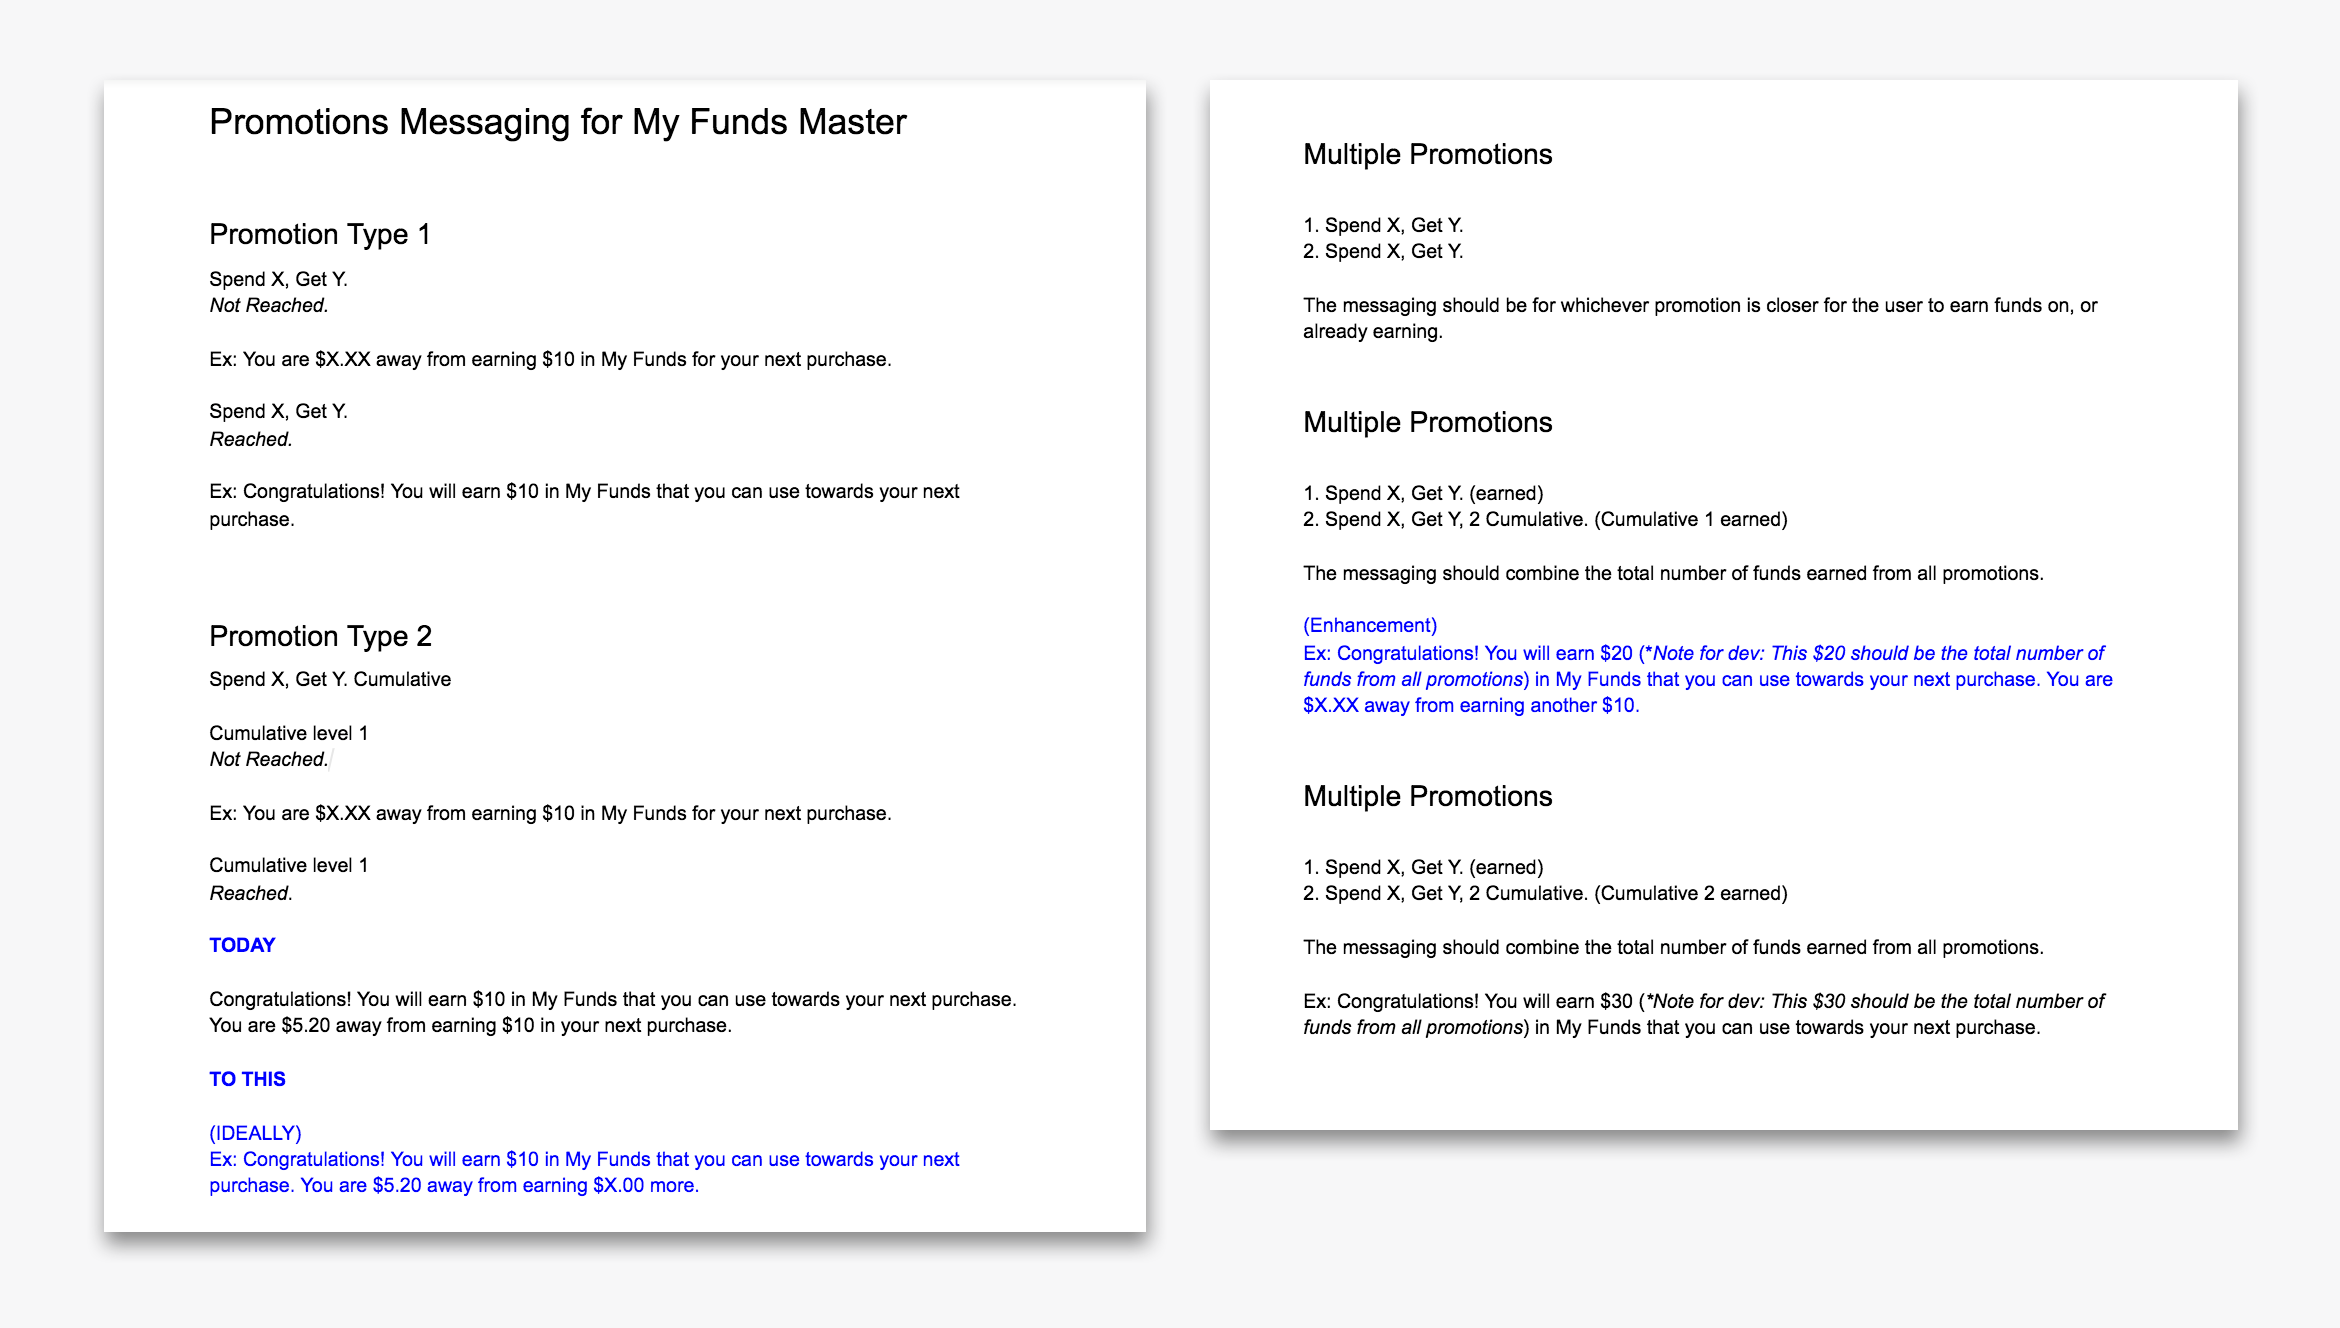 Promotions Messaging for My Funds Master
Promotion Type 1
Spend X, Get Y.
Not Reached.
Ex: You are $X.XX away from earning $10 in My Funds for your next purchase.
Spend X, Get Y.
Reached.
Ex: Congratulations! You will earn $10 in My Funds that you can use towards your next
purchase.
Promotion Type 2
Spend X, Get Y. Cumulative
Cumulative level 1
Not Reached.
Ex: You are $X.XX away from earning $10 in My Funds for your next purchase.
Cumulative level 1
Reached.
TODAY
Congratulations! You will earn $10 in My Funds that you can use towards your next purchase.
You are $5.20 away from earning $10 in your next purchase.
TO THIS
(IDEALLY)
Ex: Congratulations! You will earn $10 in My Funds that you can use towards your next
purchase. You are $5.20 away from earning $X.00 more.
Multiple Promotions
1. Spend X, Get Y.
2. Spend X, Get Y.
The messaging should be for whichever promotion is closer for the user to earn funds on, or
already earning.
Multiple Promotions
1. Spend X, Get Y. (earned)
2. Spend X, Get Y, 2 Cumulative. (Cumulative 1 earned)
The messaging should combine the total number of funds earned from all promotions.
(Enhancement)
Ex: Congratulations! You will earn $20 (*Note for dev: This $20 should be the total number of
funds from all promotions) in My Funds that you can use towards your next purchase. You are
$X.XX away from earning another $10.
Multiple Promotions
1. Spend X, Get Y. (earned)
2. Spend X, Get Y, 2 Cumulative. (Cumulative 2 earned)
The messaging should combine the total number of funds earned from all promotions.
Ex: Congratulations! You will earn $30 (*Note for dev: This $30 should be the total number of
funds from all promotions) in My Funds that you can use towards your next purchase.